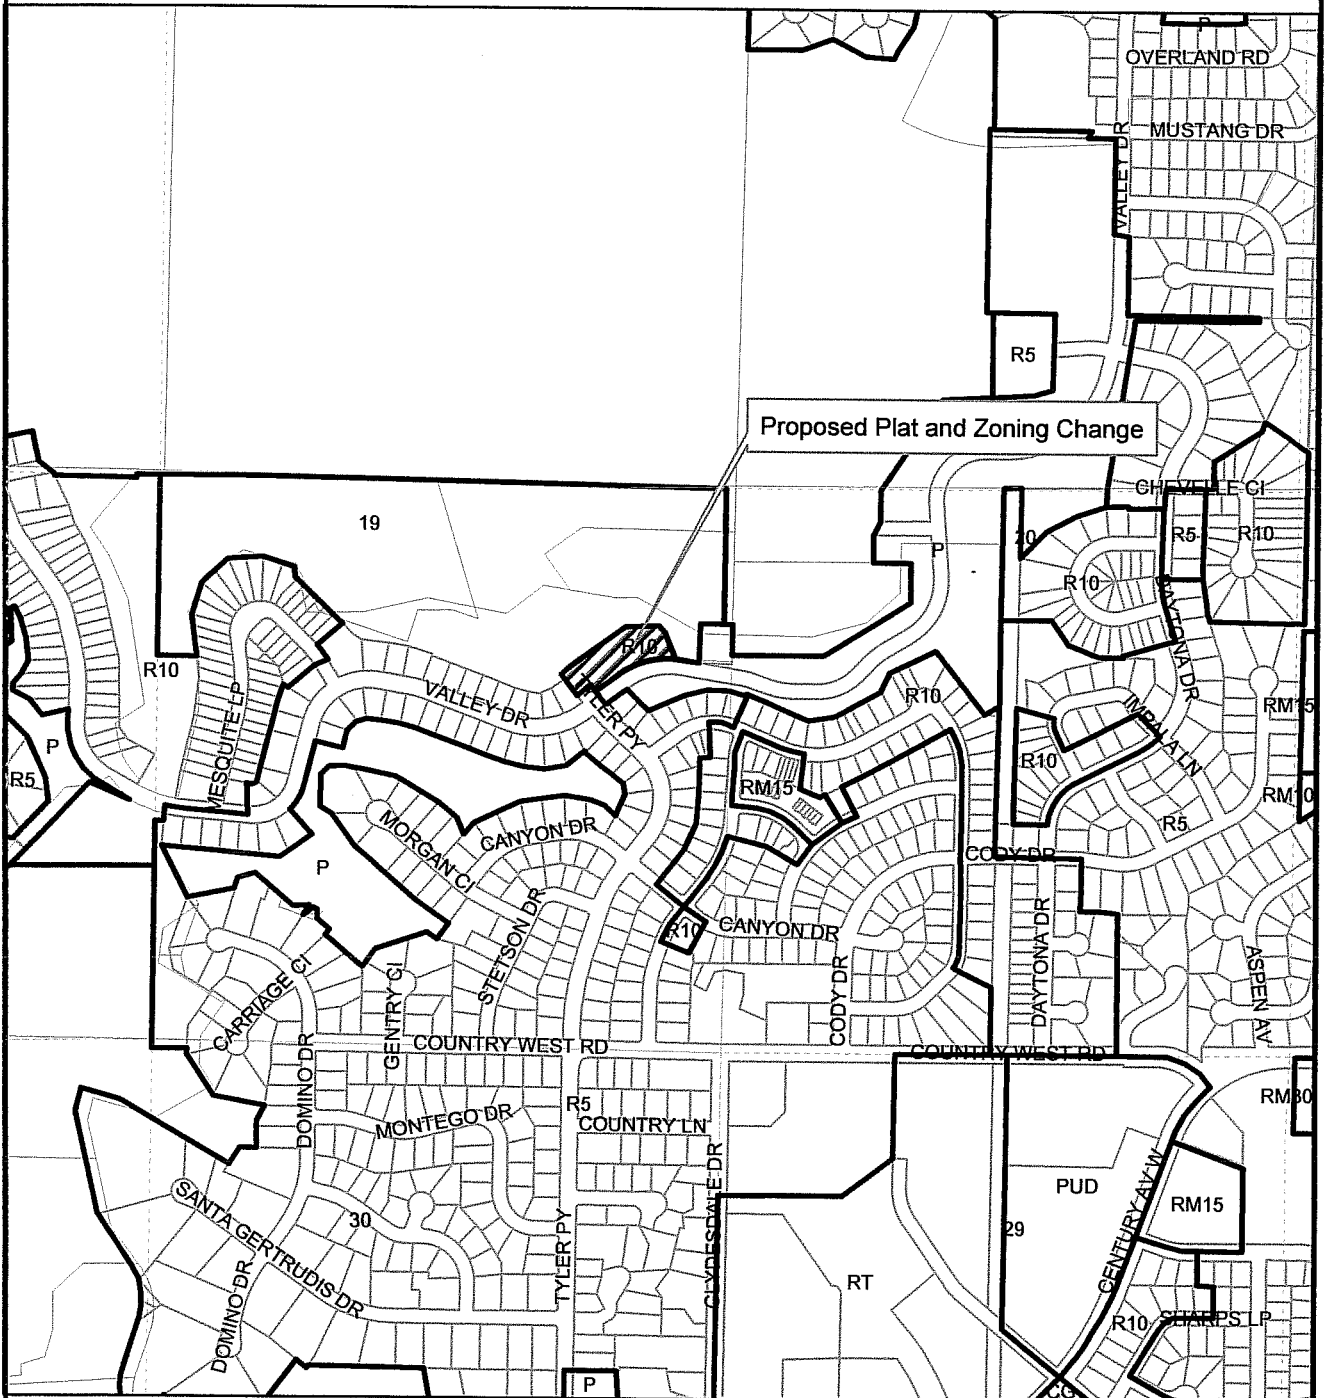 P
OVERLAND RD
MUSTANG DR
VALLEY DR
R5
Proposed Plat and Zoning Change
CHEVELLE CI
19
20
R5
R10
P
R10
DAYTONA DR
R10
R10
VALLEY DR
TYLER PY
R10
MESQUITE LP
IMPALA LN
RM15
P
R5
R10
RM15
RM10
R5
MORGAN CI
CANYON DR
CODY DR
P
STETSON DR
R10
CANYON DR
DAYTONA DR
ASPEN AV
CARRIAGE CI
GENTRY CI
CODY DR
DOMINO DR
COUNTRY WEST RD
COUNTRY WEST RD
R5
RM30
MONTEGO DR
COUNTRY LN
CLYDESDALE DR
PUD
CENTURY AV W
RM15
SANTA GERTRUDIS DR
30
29
TYLER PY
RT
DOMINO DR
R10
SHARPS LP
P
CG